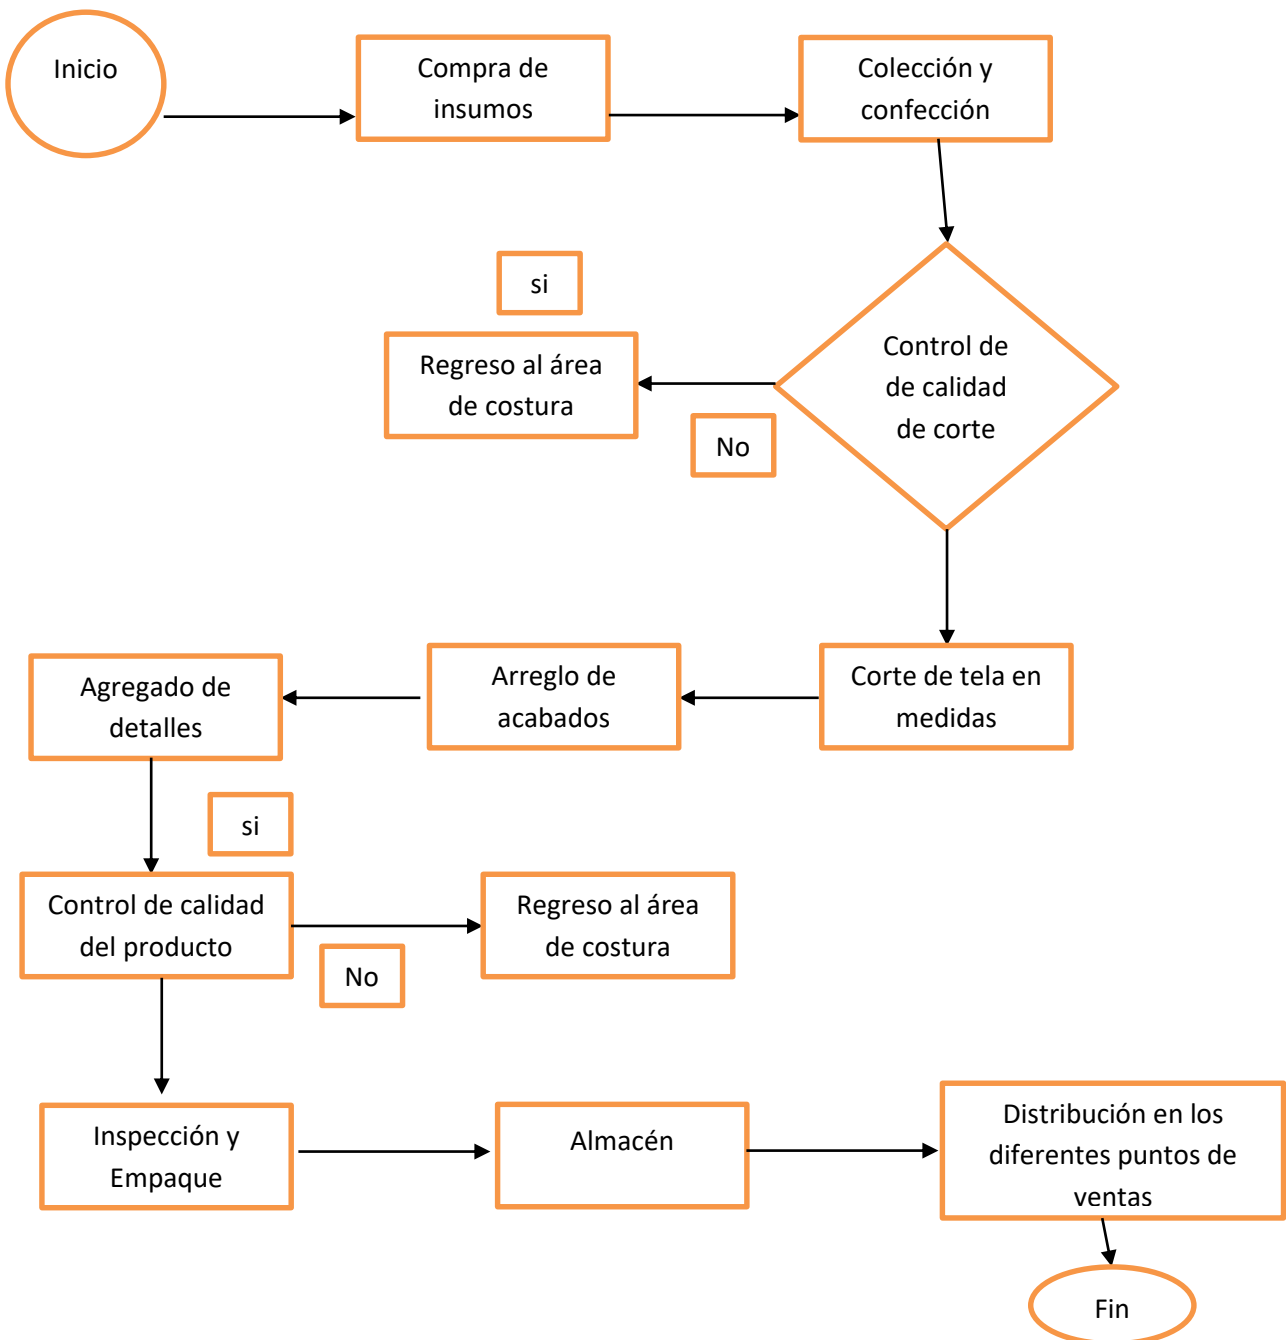 Inicio
Compra de
insumos
Colección y
confección
si
Regreso al área
de costura
No
Control de
de calidad
de corte
Agregado de
detalles
Arreglo de
acabados
Corte de tela en
medidas
si
Control de calidad
del producto
No
Regreso al área
de costura
Inspección y
Empaque
Almacén
Distribución en los
diferentes puntos de
ventas
Fin